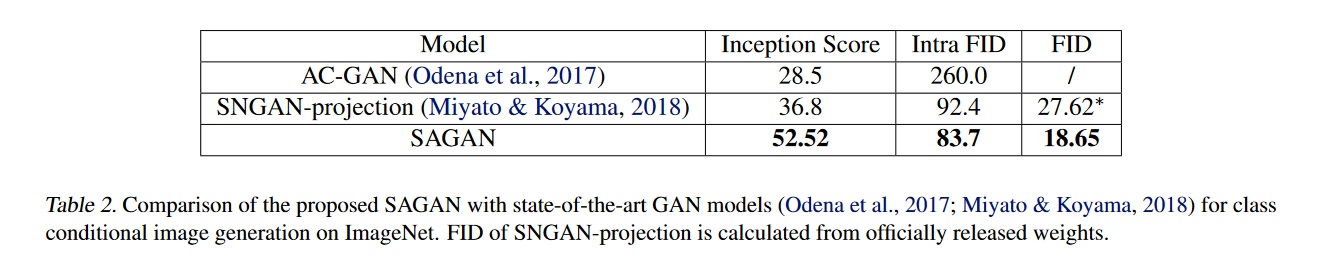 Model Inception Score Intra FID FID
AC-GAN (Odena et al., 2017) 28.5 260.0 /
SNGAN-projection (Miyato & Koyama, 2018) 36.8 92.4 27.62*
SAGAN 52.52 83.7 18.65
Table 2. Comparison of the proposed SAGAN with state-of-the-art GAN models (Odena et al., 2017; Miyato & Koyama, 2018) for class
conditional image generation on ImageNet. FID of SNGAN-projection is calculated from officially released weights.